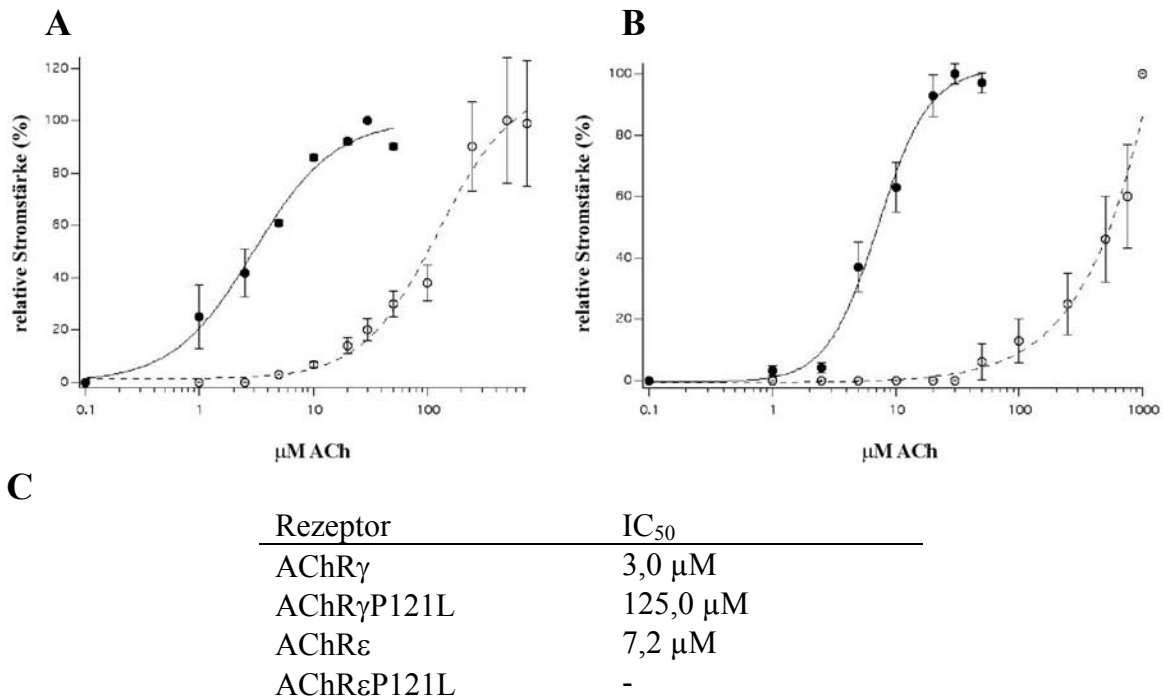 A
relative Stromstärke (%)
120
100
80
60
40
20
0
0.1
1
10
100
µM ACh
B
relative Stromstärke (%)
100
80
60
40
20
0
0.1
1
10
100
1000
µM ACh
C
Rezeptor IC50
AChRγ 3,0 µM
AChRγP121L 125,0 µM
AChRε 7,2 µM
AChRεP121L -